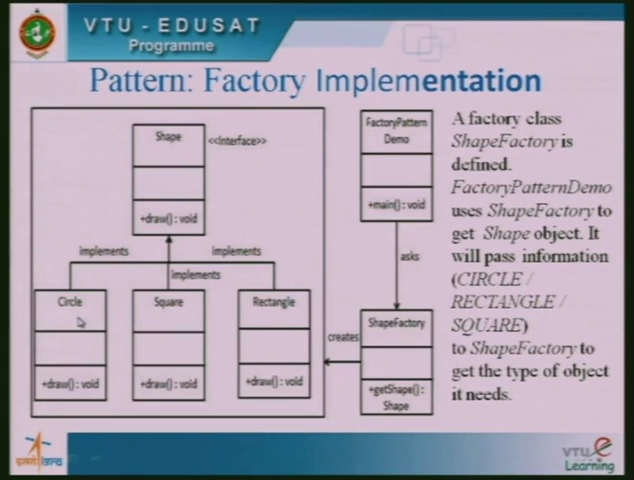 VTU - EDUSAT
Programme
Pattern: Factory Implementation
Shape
<<Interface>>
+draw() : void
implements
implements
implements
Circle
Square
Rectangle
+draw() : void
+draw() : void
+draw() : void
FactoryPattern
Demo
+main() : void
asks
ShapeFactory
creates
+getShape() :
Shape
A factory class
ShapeFactory is
defined.
FactoryPatternDemo
uses ShapeFactory to
get Shape object. It
will pass information
(CIRCLE /
RECTANGLE /
SQUARE)
to ShapeFactory to
get the type of object
it needs.
VTU e
Learning